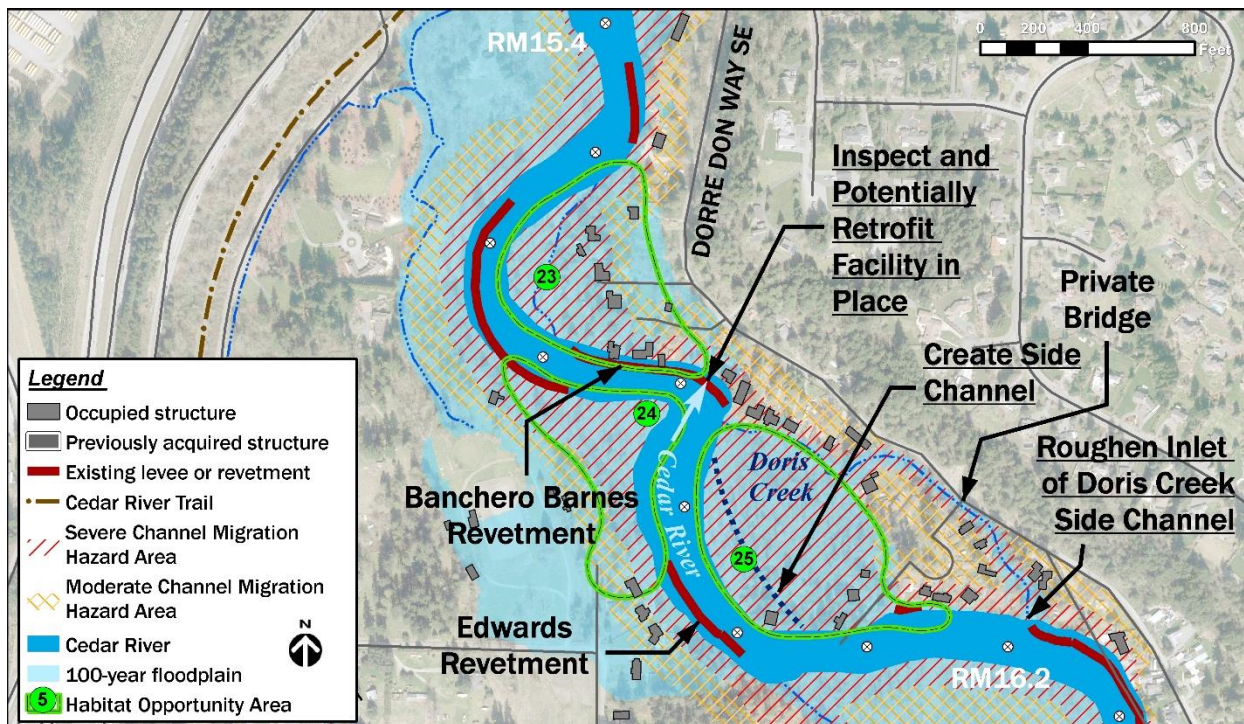 RM15.4
0 200 400 800
Feet
DORRE DON WAY SE
Inspect and
Potentially
Retrofit
Facility in
Place
Private
Bridge
Create Side
Channel
Roughen Inlet
of Doris Creek
Side Channel
23
24
25
Doris
Creek
Cedar River
Banchero Barnes
Revetment
Edwards
Revetment
RM16.2
Legend
Occupied structure
Previously acquired structure
Existing levee or revetment
Cedar River Trail
Severe Channel Migration
Hazard Area
Moderate Channel Migration
Hazard Area
Cedar River
100-year floodplain
5 Habitat Opportunity Area
N